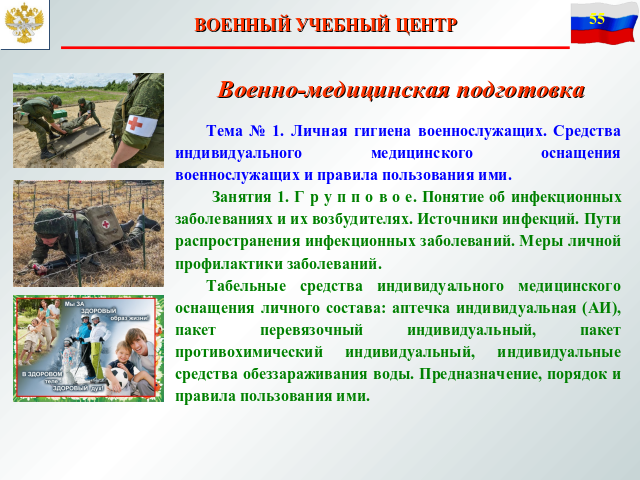 ВОЕННЫЙ УЧЕБНЫЙ ЦЕНТР
55
Военно-медицинская подготовка
Тема № 1. Личная гигиена военнослужащих. Средства
индивидуального медицинского оснащения
военнослужащих и правила пользования ими.
Занятия 1. Г р у п п о в о е. Понятие об инфекционных
заболеваниях и их возбудителях. Источники инфекций. Пути
распространения инфекционных заболеваний. Меры личной
профилактики заболеваний.
Табельные средства индивидуального медицинского
оснащения личного состава: аптечка индивидуальная (АИ),
пакет перевязочный индивидуальный, пакет
противохимический индивидуальный, индивидуальные
средства обеззараживания воды. Предназначение, порядок и
правила пользования ими.
Мы ЗА
ЗДОРОВЫЙ
образ жизни!
В ЗДОРОВОМ
теле
ЗДОРОВЫЙ дух!